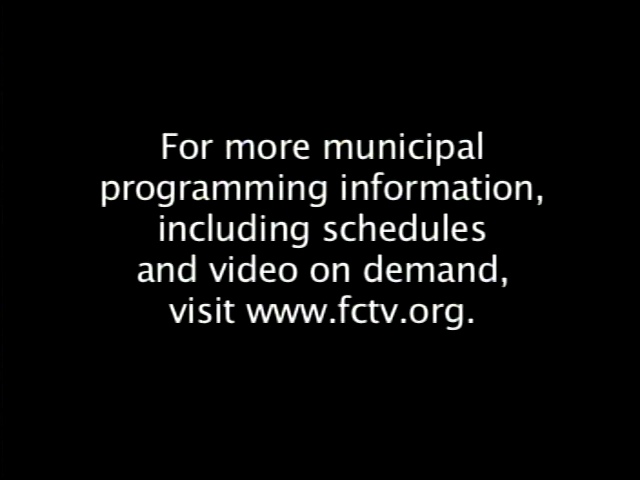 For more municipal
programming information,
including schedules
and video on demand,
visit www.fctv.org.